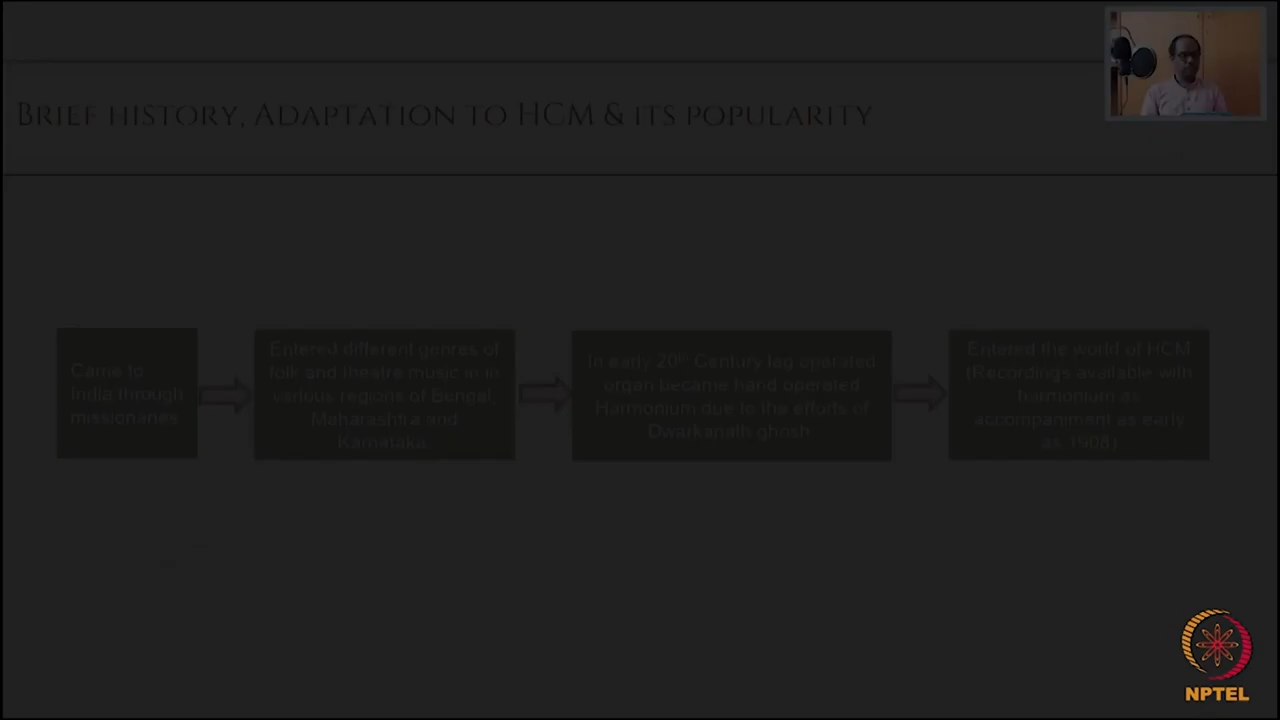 BRIEF HISTORY, ADAPTATION TO HCM & ITS POPULARITY
Came to
India through
missionaries
Entered different genres of
folk and theatre music in in
various regions of Bengal,
Maharashtra and
Karnataka.
In early 20th Century leg operated
organ became hand operated
Harmonium due to the efforts of
Dwarkanath ghosh
Entered the world of HCM
(Recordings available with
harmonium as
accompaniment as early
as 1908)
NPTEL